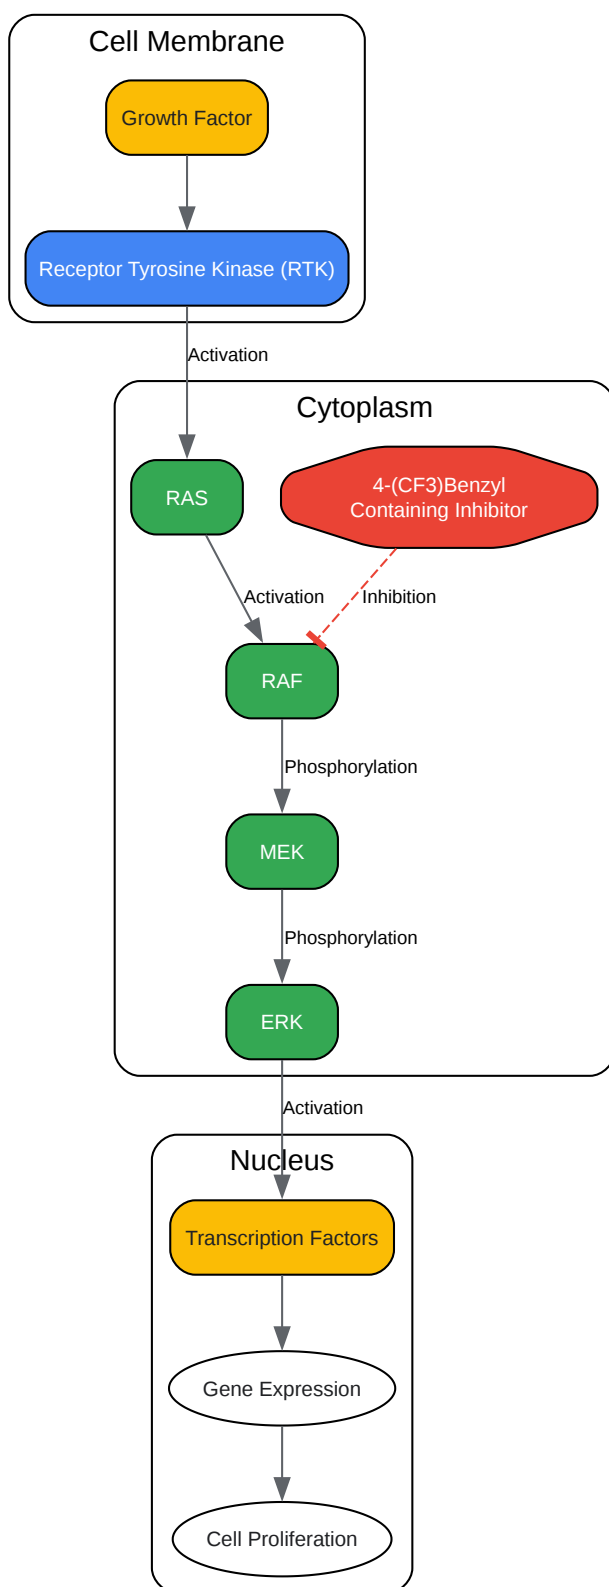 Cell Membrane
Growth Factor
Receptor Tyrosine Kinase (RTK)
Activation
Cytoplasm
RAS
4-(CF3)Benzyl
Containing Inhibitor
Activation
Inhibition
RAF
Phosphorylation
MEK
Phosphorylation
ERK
Activation
Nucleus
Transcription Factors
Gene Expression
Cell Proliferation